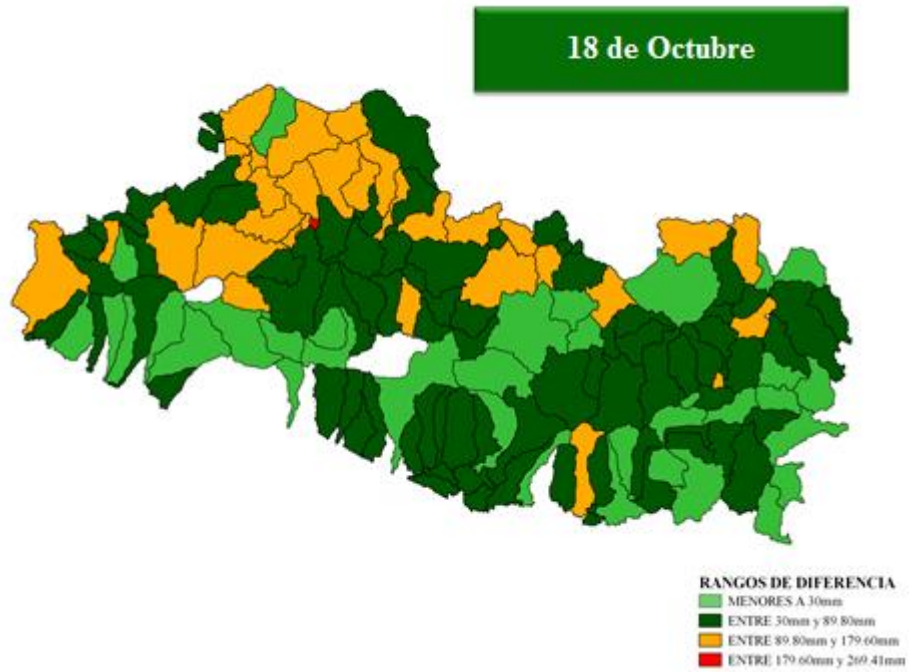 18 de Octubre
RANGOS DE DIFERENCIA
MENORES A 30mm
ENTRE 30mm y 89.80mm
ENTRE 89.80mm y 179.60mm
ENTRE 179.60mm y 269.41mm